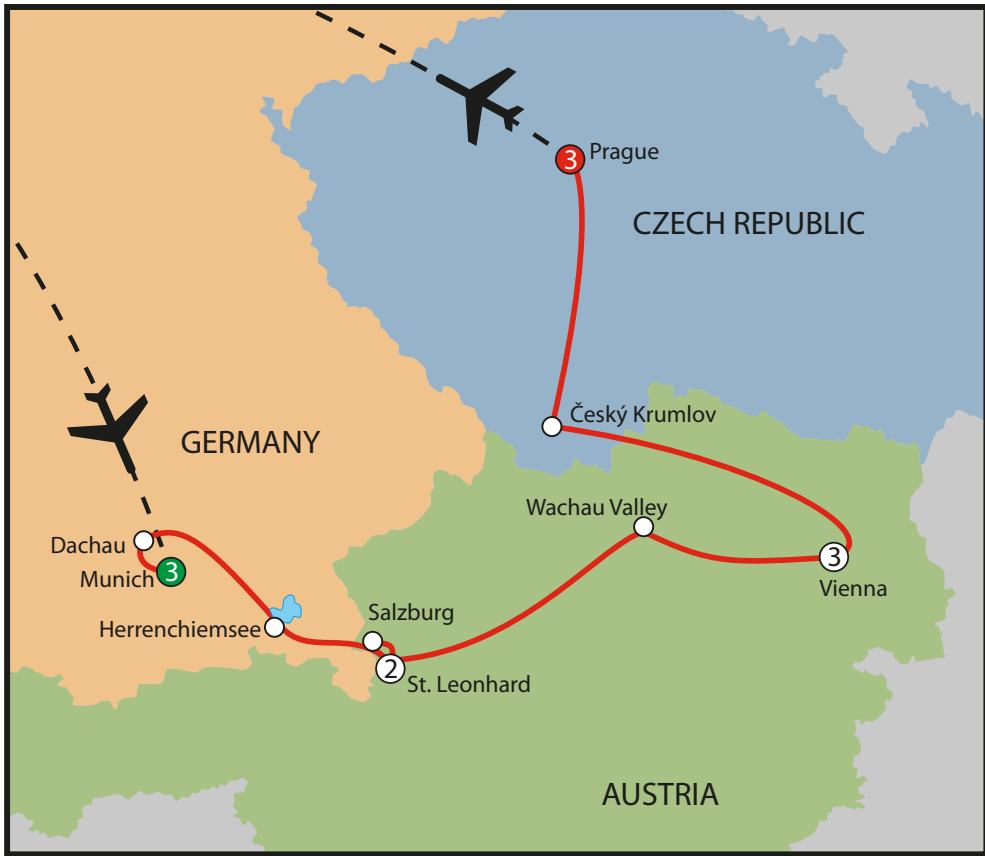 3
Prague
CZECH REPUBLIC
Český Krumlov
GERMANY
Wachau Valley
Dachau
3
Vienna
Munich
3
Salzburg
Herrenchiemsee
2
St. Leonhard
AUSTRIA